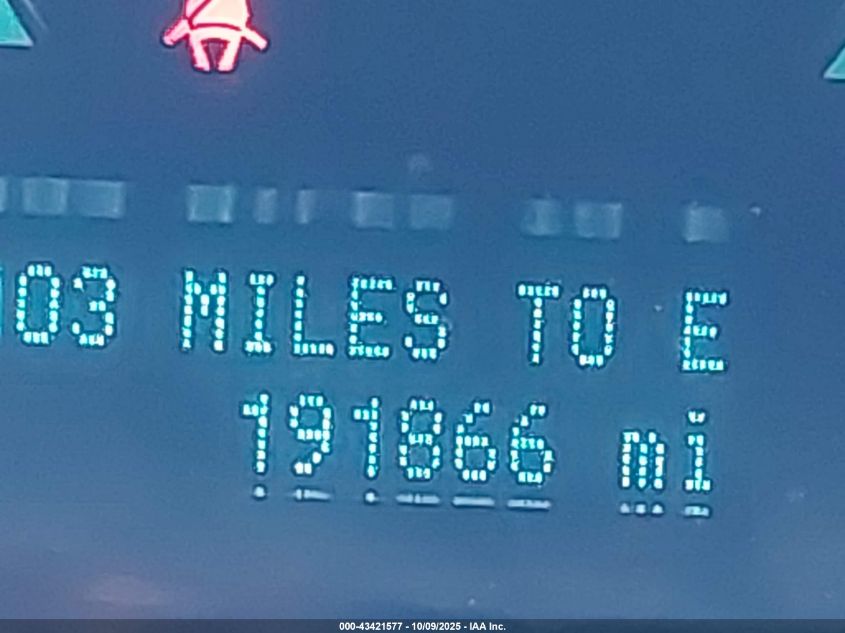 03 MILES TO E
191866 mi
000-43421577 - 10/09/2025 - IAA Inc.